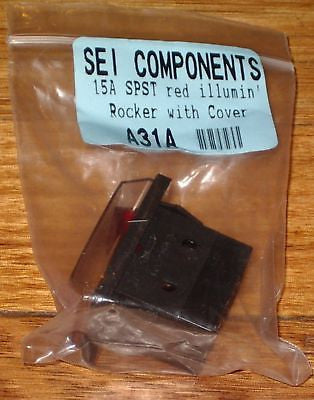 SEI COMPONENTS
15A SPST red illumin'
Rocker with Cover
A31A